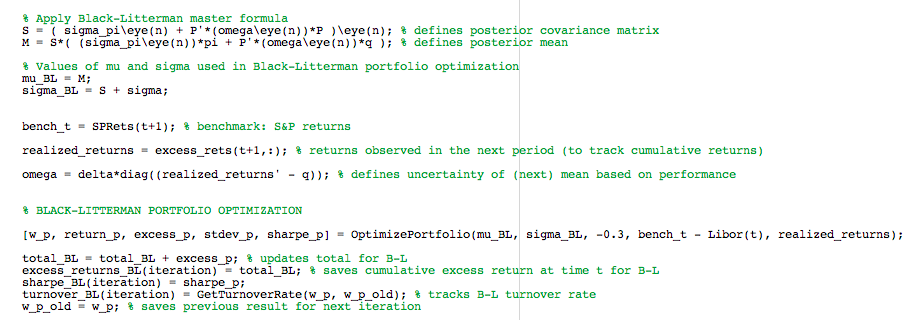 % Apply Black-Litterman master formula
S = ( sigma_pi\eye(n) + P'*(omega\eye(n))*P )\eye(n); % defines posterior covariance matrix
M = S*( (sigma_pi\eye(n))*pi + P'*(omega\eye(n))*q ); % defines posterior mean
% Values of mu and sigma used in Black-Litterman portfolio optimization
mu_BL = M;
sigma_BL = S + sigma;
bench_t = SPRets(t+1); % benchmark: S&P returns
realized_returns = excess_rets(t+1,:); % returns observed in the next period (to track cumulative returns)
omega = delta*diag((realized_returns' - q)); % defines uncertainty of (next) mean based on performance
% BLACK-LITTERMAN PORTFOLIO OPTIMIZATION
[w_p, return_p, excess_p, stdev_p, sharpe_p] = OptimizePortfolio(mu_BL, sigma_BL, -0.3, bench_t - Libor(t), realized_returns);
total_BL = total_BL + excess_p; % updates total for B-L
excess_returns_BL(iteration) = total_BL; % saves cumulative excess return at time t for B-L
sharpe_BL(iteration) = sharpe_p;
turnover_BL(iteration) = GetTurnoverRate(w_p, w_p_old); % tracks B-L turnover rate
w_p_old = w_p; % saves previous result for next iteration